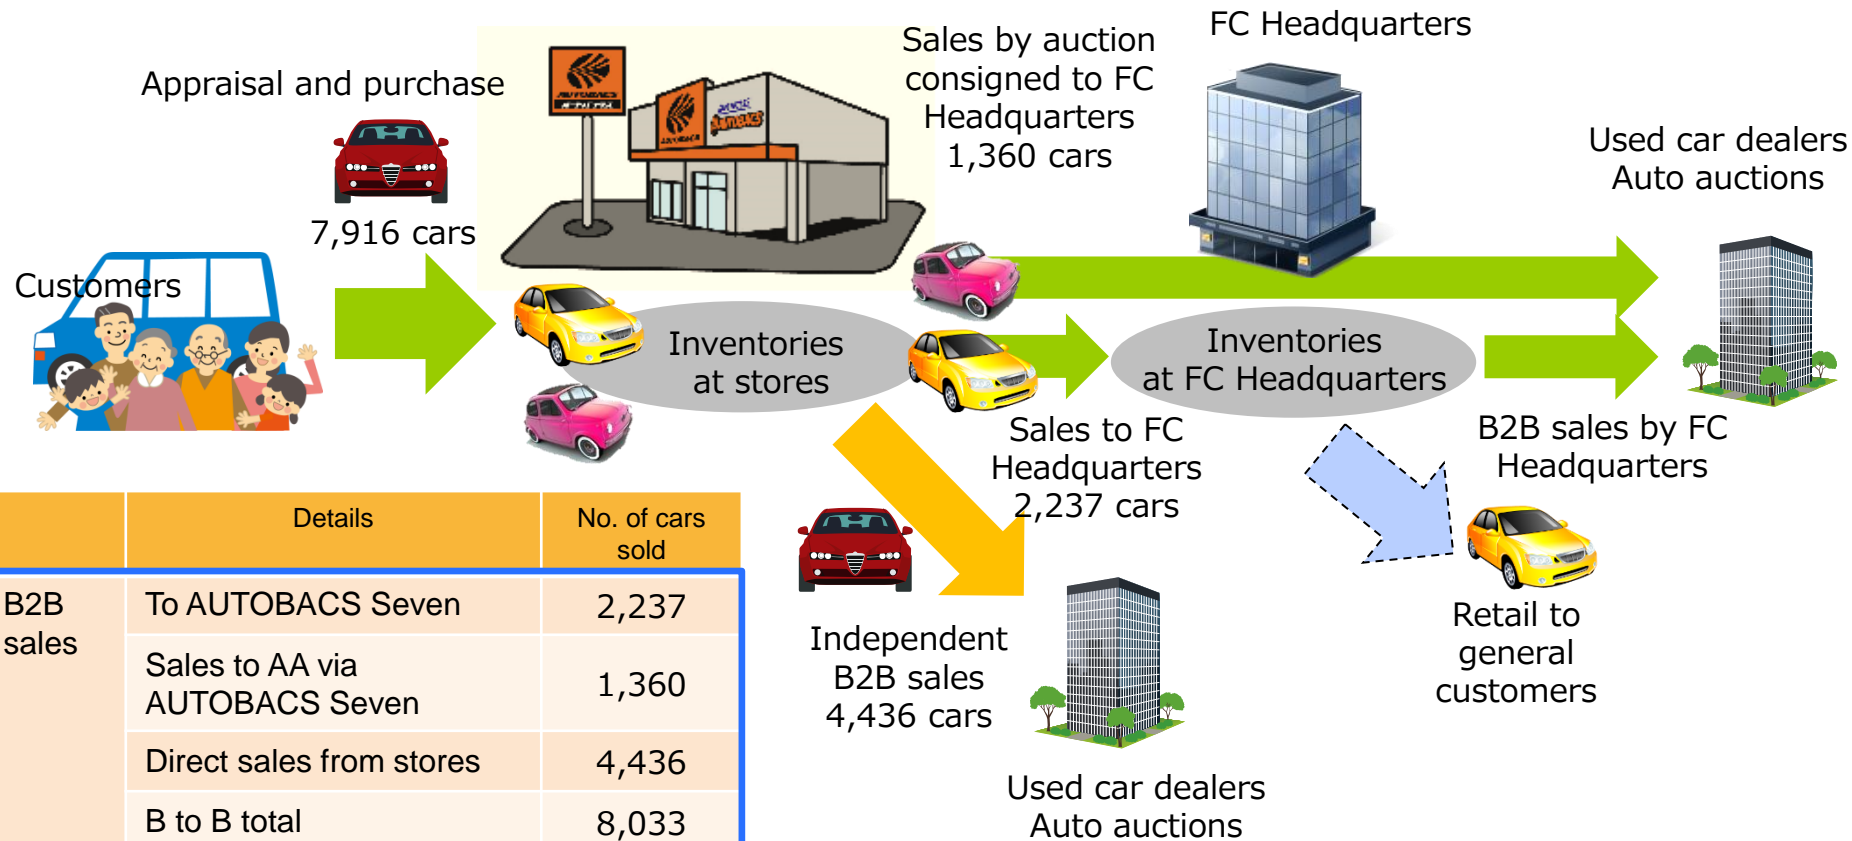 FC Headquarters
Sales by auction
consigned to FC
Headquarters
1,360 cars
Appraisal and purchase
7,916 cars
Used car dealers
Auto auctions
Customers
AUTOBACS
AUTOBACS
AUTOBACS
Inventories
at stores
Inventories
at FC Headquarters
Sales to FC
Headquarters
2,237 cars
B2B sales by FC
Headquarters
Independent
B2B sales
4,436 cars
Retail to
general
customers
Used car dealers
Auto auctions
Details
No. of cars
sold
B2B
sales
To AUTOBACS Seven
2,237
Sales to AA via
AUTOBACS Seven
1,360
Direct sales from stores
4,436
B to B total
8,033